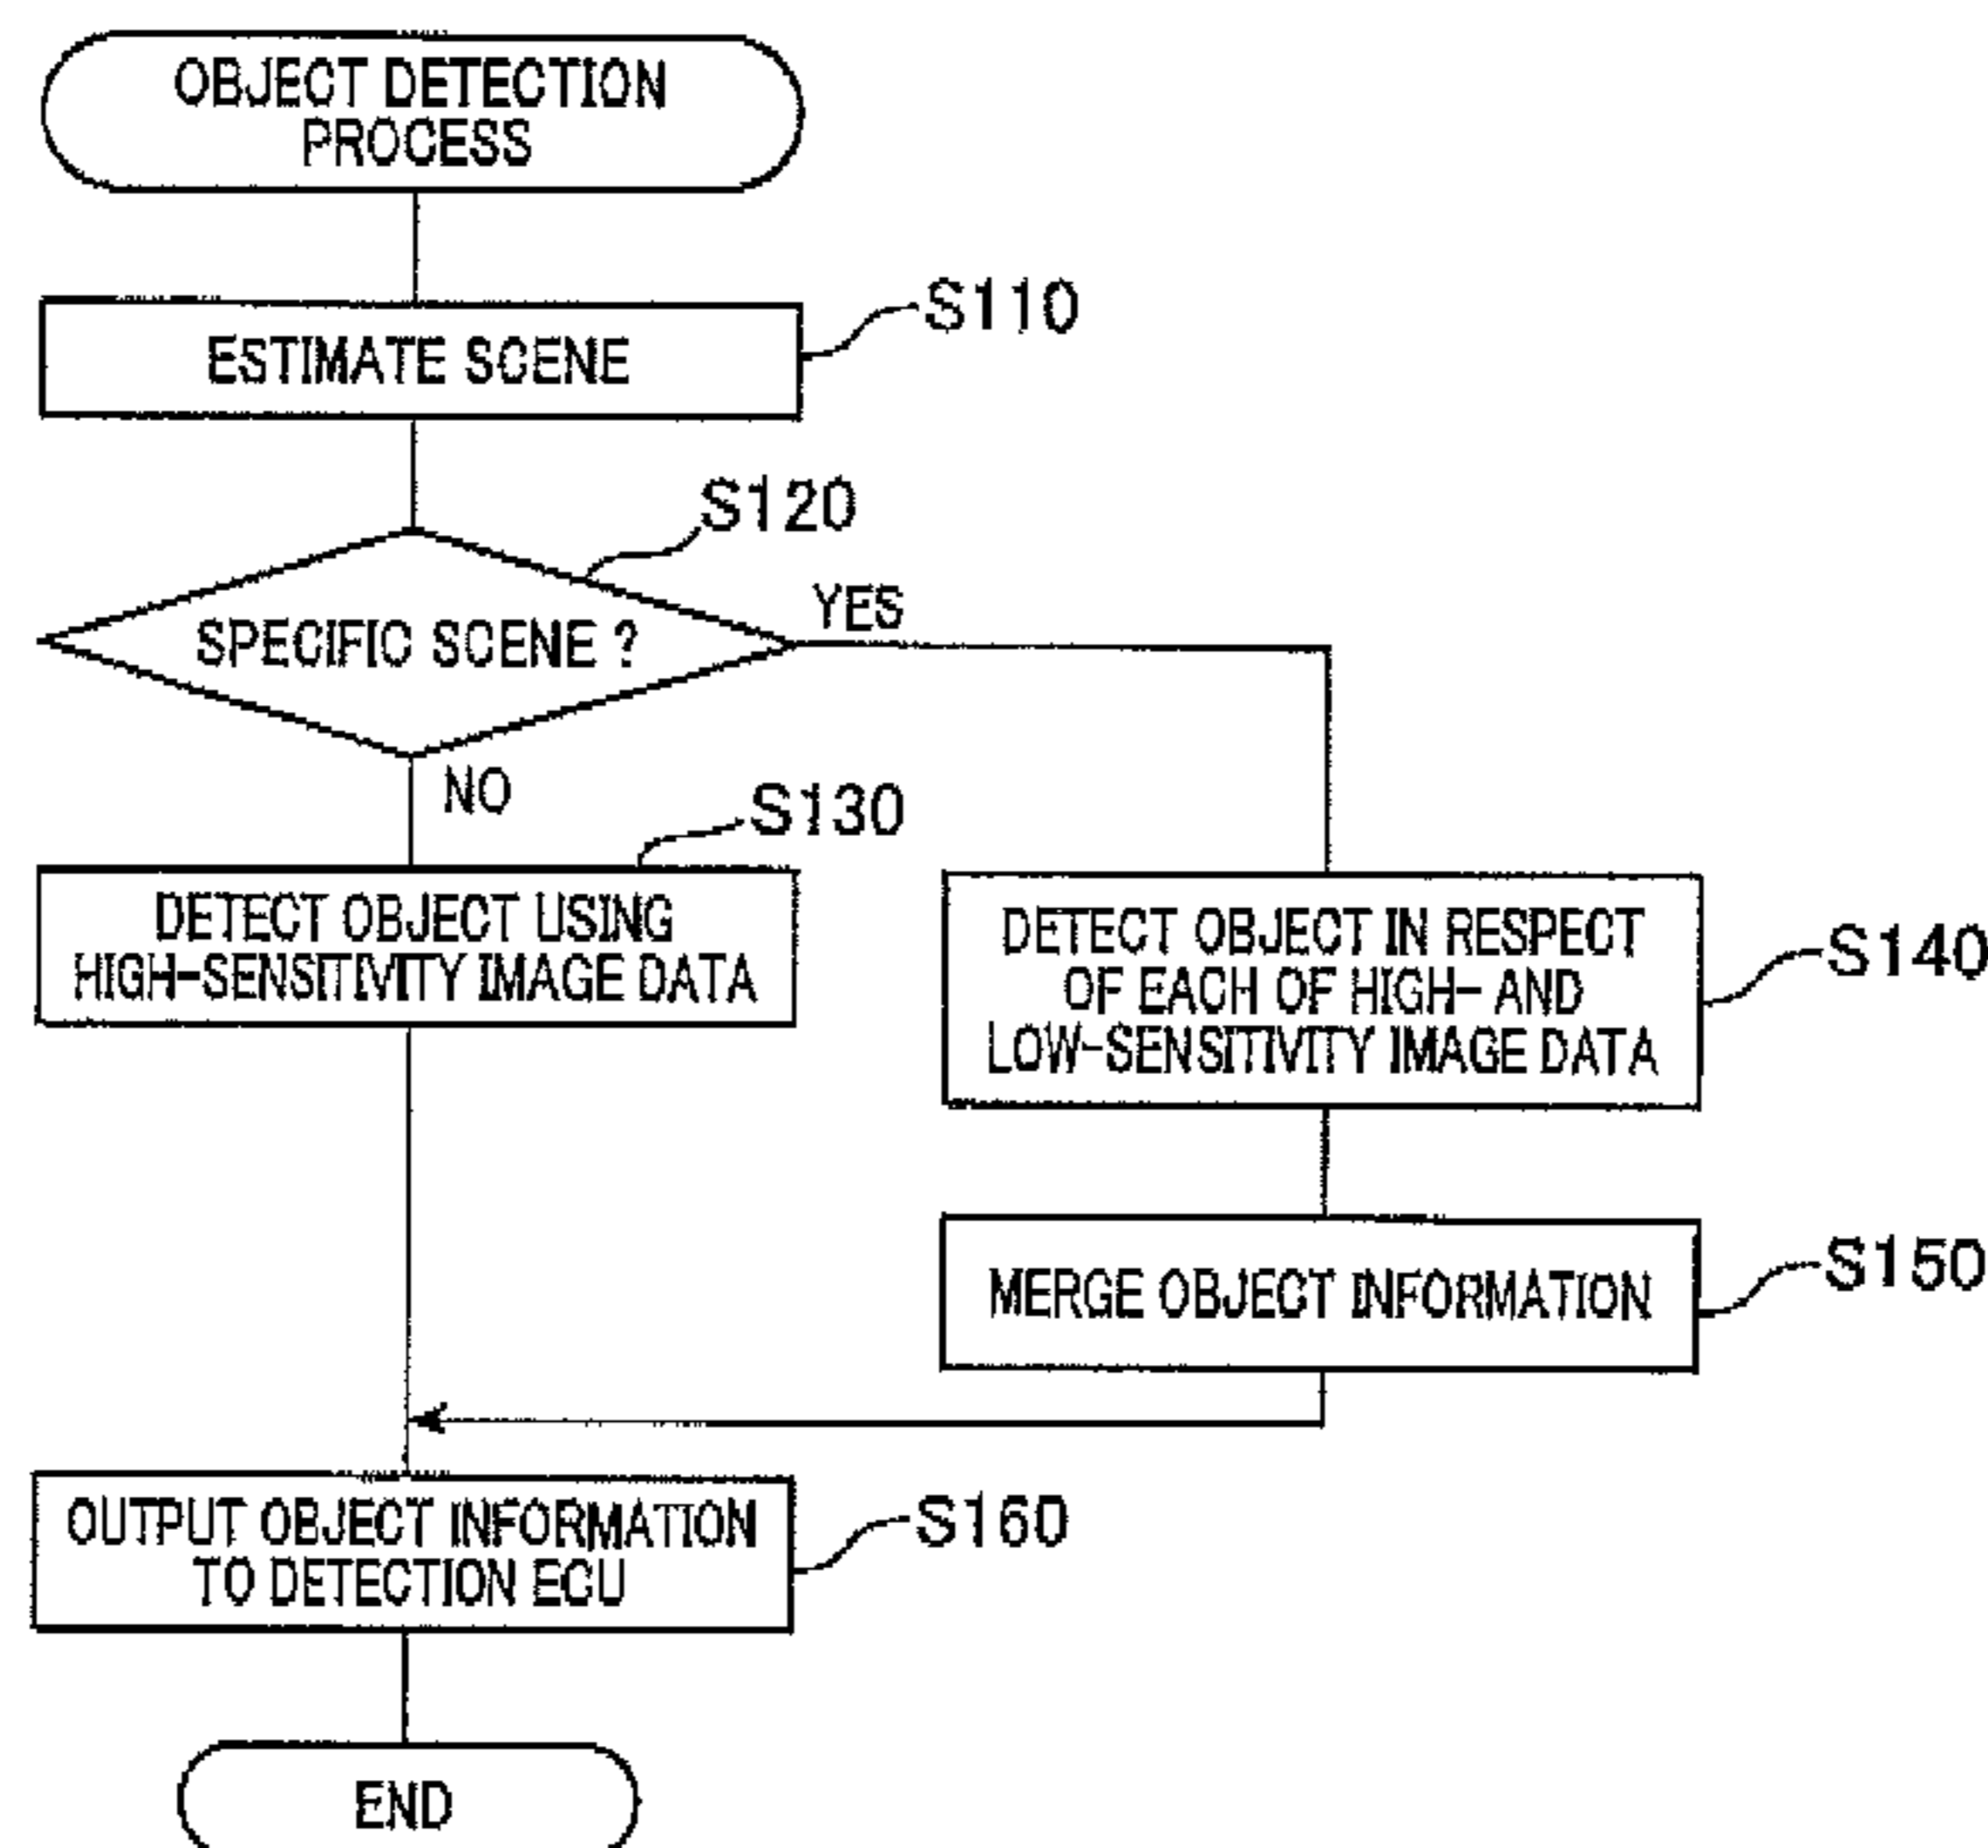 OBJECT DETECTION
PROCESS
S110
ESTIMATE SCENE
S120
SPECIFIC SCENE ?
YES
NO
S130
DETECT OBJECT USING
HIGH-SENSITIVITY IMAGE DATA
DETECT OBJECT IN RESPECT
OF EACH OF HIGH- AND
LOW-SENSITIVITY IMAGE DATA
S140
MERGE OBJECT INFORMATION
S150
OUTPUT OBJECT INFORMATION
TO DETECTION ECU
S160
END